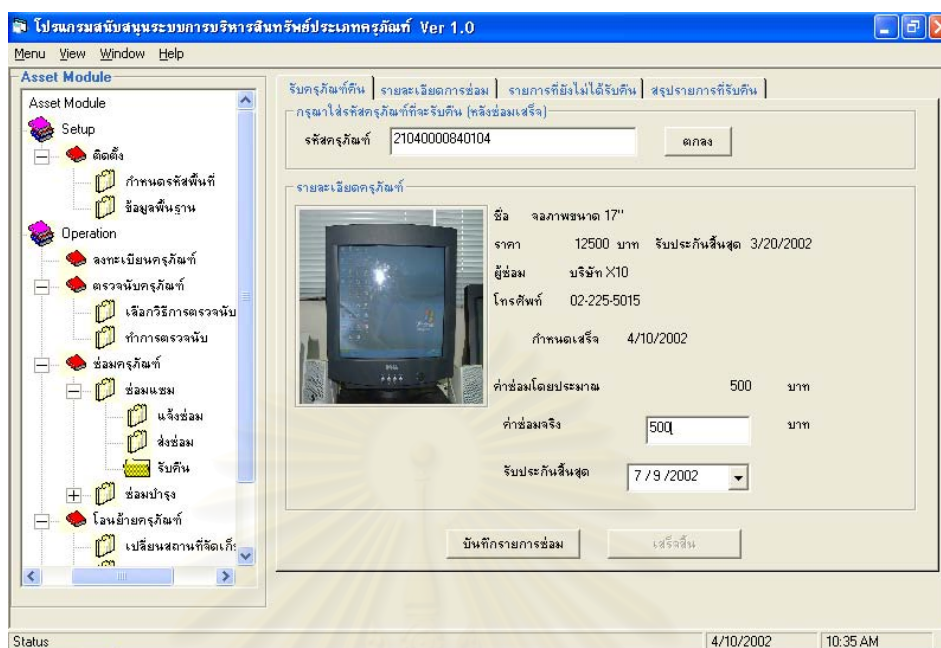 โปรแกรมสนับสนุนระบบการบริหารสินทรัพย์ประเภทครุภัณฑ์ Ver 1.0
Menu View Window Help
Asset Module
Asset Module
Setup
ติดตั้ง
กำหนดรหัสพื้นที่
ข้อมูลพื้นฐาน
Operation
ลงทะเบียนครุภัณฑ์
ตรวจนับครุภัณฑ์
เลือกวิธีการตรวจนับ
ทำการตรวจนับ
ซ่อมครุภัณฑ์
ซ่อมแซม
แจ้งซ่อม
ส่งซ่อม
รับคืน
ซ่อมบำรุง
โอนย้ายครุภัณฑ์
เปลี่ยนสถานที่จัดเก็
รับครุภัณฑ์คืน รายละเอียดการซ่อม รายการที่ยังไม่ได้รับคืน สรุปรายการที่รับคืน
กรุณาใส่รหัสครุภัณฑ์ที่จะรับคืน (หลังซ่อมเสร็จ)
รหัสครุภัณฑ์ 21040000840104 ตกลง
รายละเอียดครุภัณฑ์
ชื่อ จอภาพขนาด 17"
ราคา 12500 บาท รับประกันสิ้นสุด 3/20/2002
ผู้ซ่อม บริษัท X10
โทรศัพท์ 02-225-5015
กำหนดเสร็จ 4/10/2002
ค่าซ่อมโดยประมาณ 500 บาท
ค่าซ่อมจริง 500 บาท
รับประกันสิ้นสุด 7 / 9 /2002
บันทึกรายการซ่อม เสร็จสิ้น
Status 4/10/2002 10:35 AM